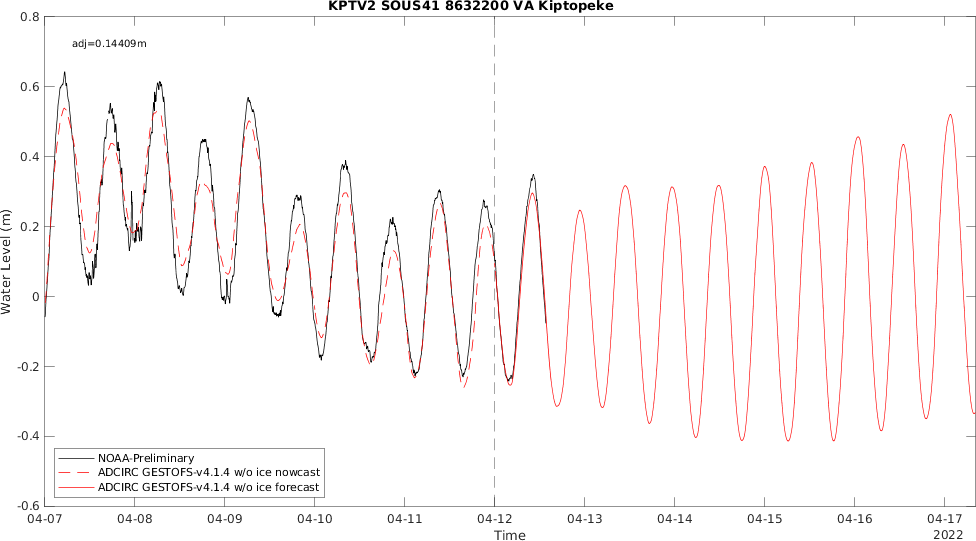 KPTV2 SOUS41 8632200 VA Kiptopeke
adj=0.14409m
0.8
0.6
0.4
0.2
0
-0.2
-0.4
-0.6
Water Level (m)
NOAA-Preliminary
ADCIRC GESTOFS-v4.1.4 w/o ice nowcast
ADCIRC GESTOFS-v4.1.4 w/o ice forecast
04-07 04-08 04-09 04-10 04-11 04-12 04-13 04-14 04-15 04-16 04-17
Time
2022